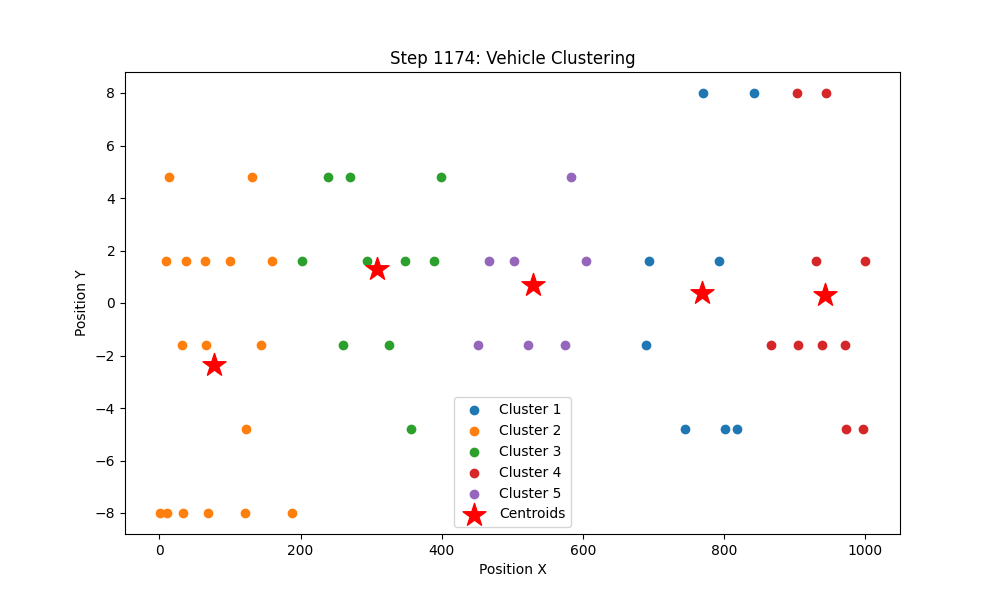 Step 1174: Vehicle Clustering
Position Y
8
6
4
2
0
−2
−4
−6
−8
Cluster 1
Cluster 2
Cluster 3
Cluster 4
Cluster 5
Centroids
0 200 400 600 800 1000
Position X